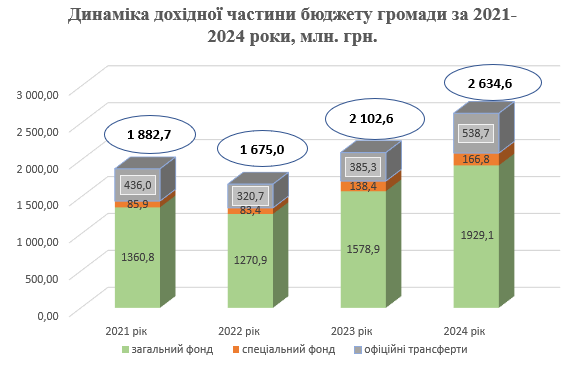 Динаміка дохідної частини бюджету громади за 2021-
2024 роки, млн. грн.
3 000,00
2 500,00
2 000,00
1 500,00
1 000,00
500,00
0,00
1 882,7
436,0
85,9
1360,8
1 675,0
320,7
83,4
1270,9
2 102,6
385,3
138,4
1578,9
2 634,6
538,7
166,8
1929,1
2021 рік
2022 рік
2023 рік
2024 рік
загальний фонд
спеціальний фонд
офіційні трансферти